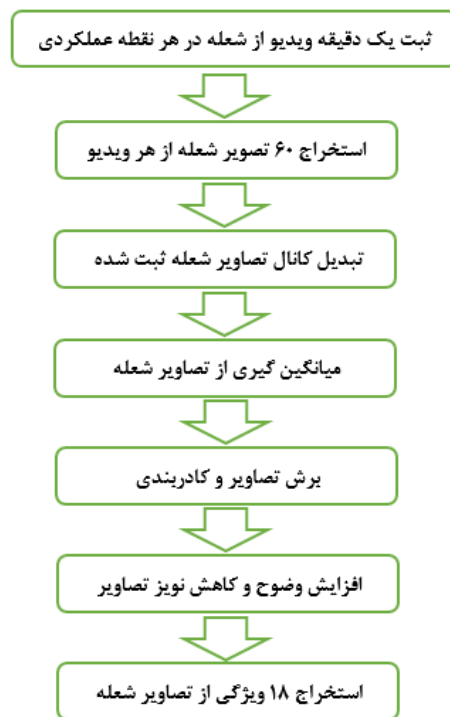 ثبت یک دقیقه ویدیو از شعله در هر نقطه عملکردی
استخراج ۶۰ تصویر شعله از هر ویدیو
تبدیل کانال تصاویر شعله ثبت شده
میانگین گیری از تصاویر شعله
برش تصاویر و کادربندی
افزایش وضوح و کاهش نویز تصاویر
استخراج ۱۸ ویژگی از تصاویر شعله